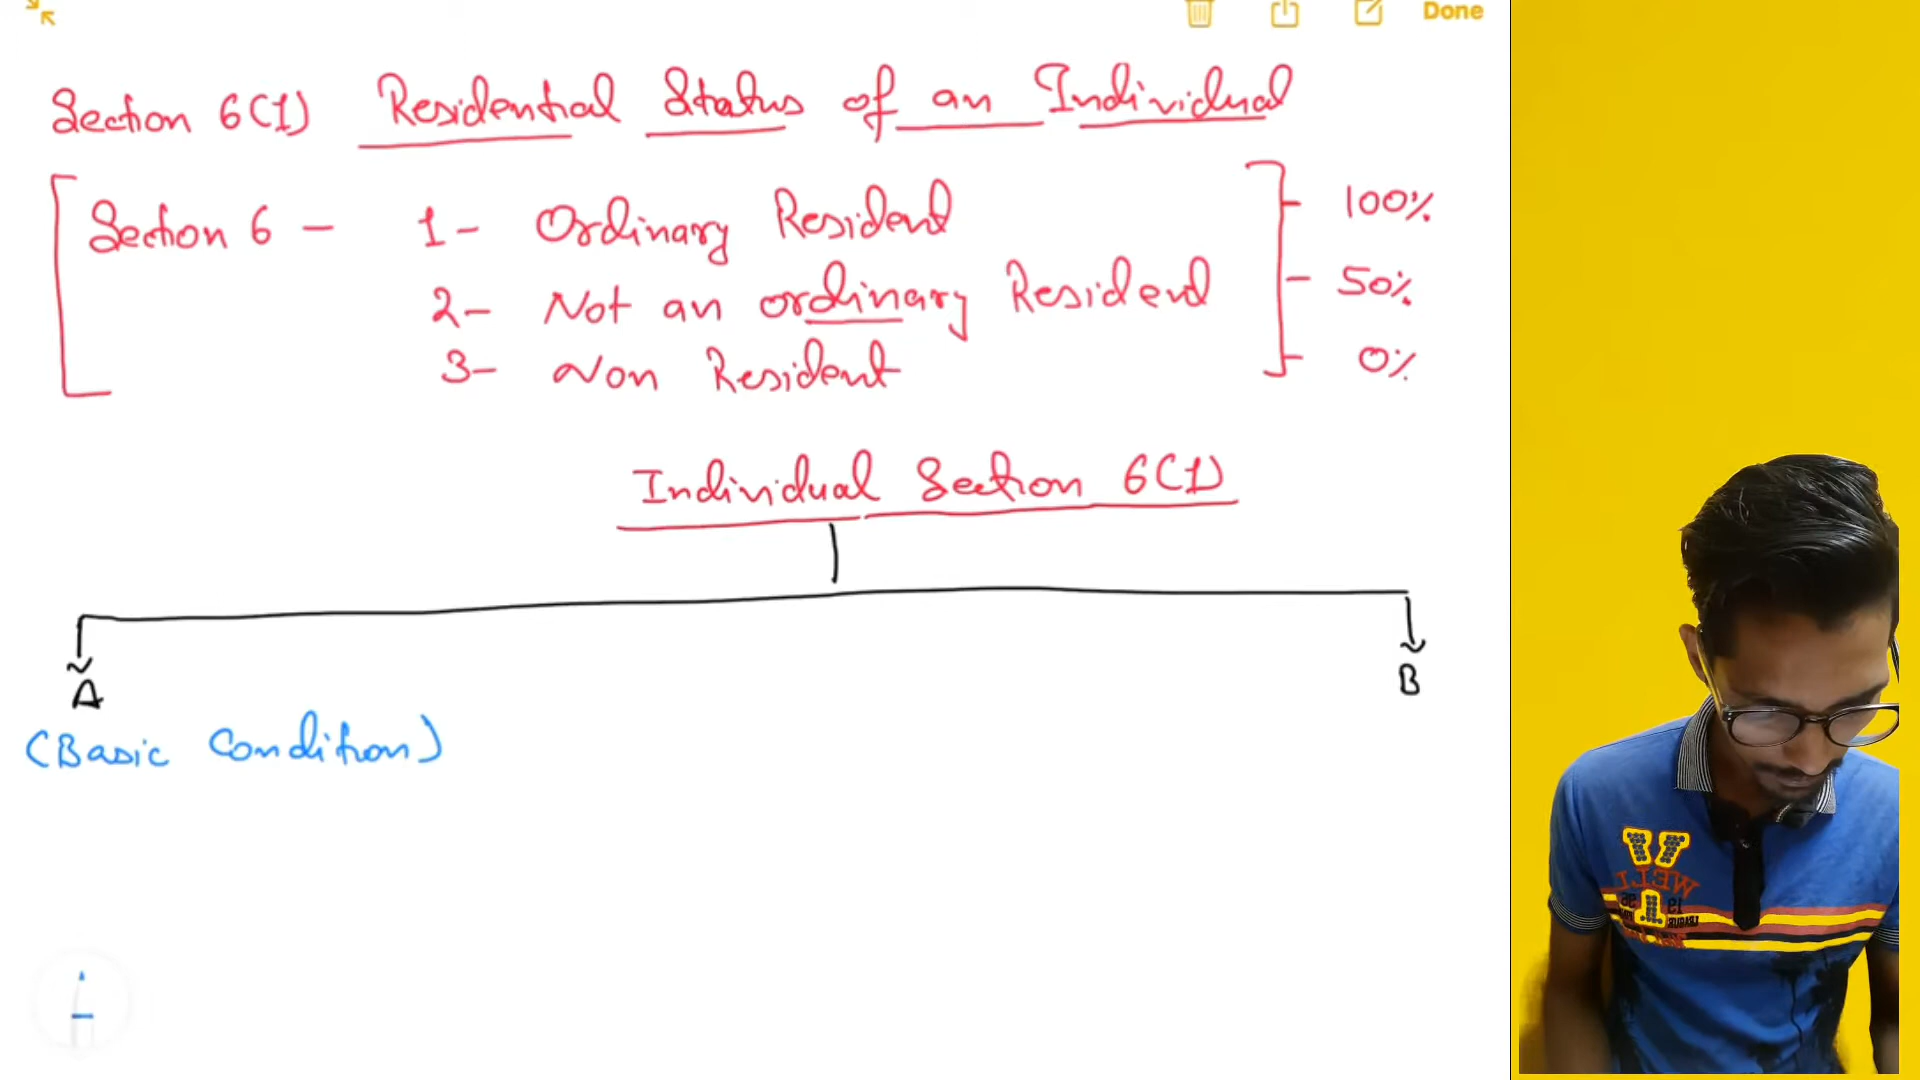 Done
Section 6(1) Residential Status of an Individual
Section 6 - 1- Ordinary Resident 100%
2- Not an ordinary Resident 50%
3- Non Resident 0%
Individual Section 6(1)
A B
(Basic Condition)
WELL